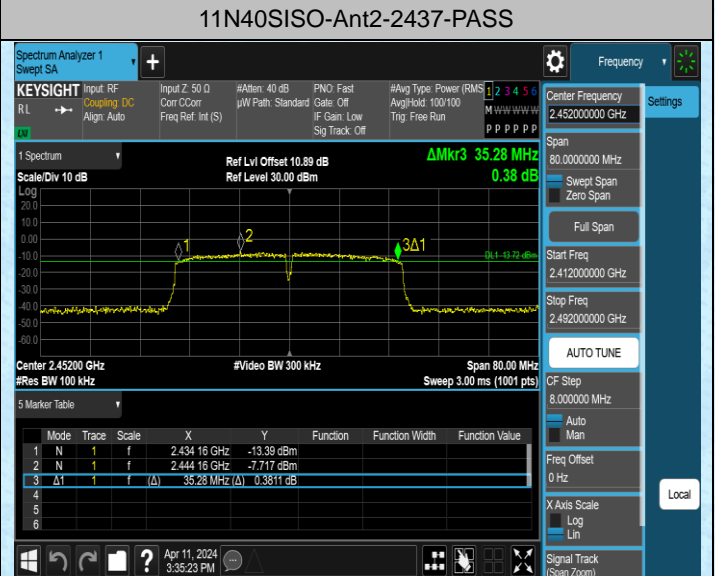 11N40SISO-Ant2-2437-PASS
Spectrum Analyzer 1
Swept SA
Frequency
KEYSIGHT
RL
Input: RF
Coupling: DC
Align: Auto
Input Z: 50 Ω
Corr CCorr
Freq Ref: Int (S)
#Atten: 40 dB
µW Path: Standard
PNO: Fast
Gate: Off
IF Gain: Low
Sig Track: Off
#Avg Type: Power (RMS
Avg|Hold: 100/100
Trig: Free Run
1 2 3 4 5 6
M W W W W W
P P P P P P
Center Frequency
2.452000000 GHz
Settings
Span
80.0000000 MHz
Swept Span
Zero Span
Full Span
Start Freq
2.412000000 GHz
Stop Freq
2.492000000 GHz
AUTO TUNE
CF Step
8.000000 MHz
Auto
Man
Freq Offset
0 Hz
X Axis Scale
Log
Lin
Signal Track
(Span Zoom)
Local
1 Spectrum
Scale/Div 10 dB
Ref Lvl Offset 10.89 dB
Ref Level 30.00 dBm
ΔMkr3 35.28 MHz
0.38 dB
Log
20.0
10.0
0.00
-10.0
-20.0
-30.0
-40.0
-50.0
-60.0
1
2
3Δ1
DL1 -13.72 dBm
Center 2.45200 GHz
#Res BW 100 kHz
#Video BW 300 kHz
Span 80.00 MHz
Sweep 3.00 ms (1001 pts)
5 Marker Table
Mode Trace Scale X Y Function Function Width Function Value
1 N 1 f 2.434 16 GHz -13.39 dBm
2 N 1 f 2.444 16 GHz -7.717 dBm
3 Δ1 1 f (Δ) 35.28 MHz (Δ) 0.3811 dB
4
5
6
Apr 11, 2024
3:35:23 PM